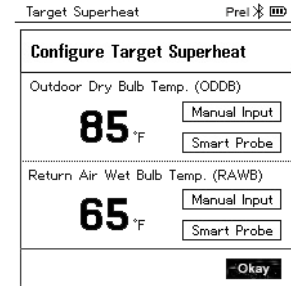 Target Superheat Prel
Configure Target Superheat
Outdoor Dry Bulb Temp. (ODDB)
85 °F
Manual Input
Smart Probe
Return Air Wet Bulb Temp. (RAWB)
65 °F
Manual Input
Smart Probe
Okay